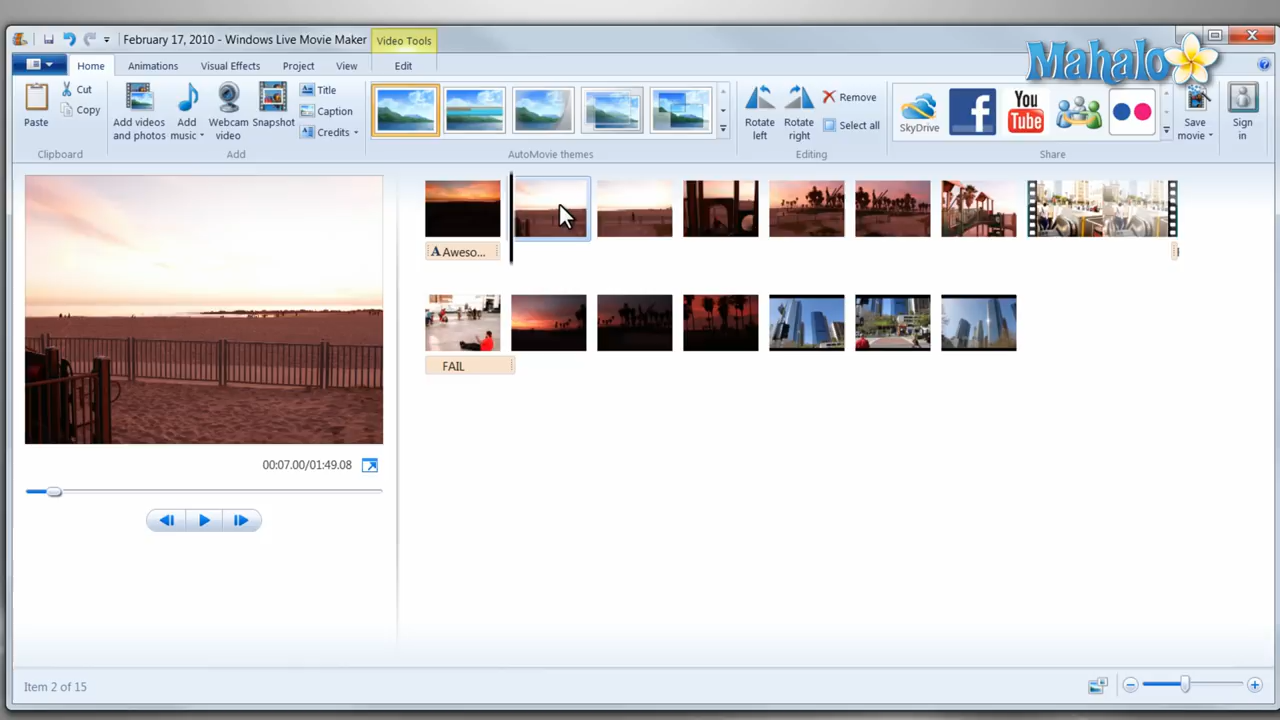 February 17, 2010 - Windows Live Movie Maker
Video Tools
Home
Animations
Visual Effects
Project
View
Edit
Mahalo
Paste
Cut
Copy
Clipboard
Add videos and photos
Add music
Webcam video
Snapshot
Title
Caption
Credits
Add
AutoMovie themes
Rotate left
Rotate right
Remove
Select all
Editing
SkyDrive
You Tube
Share
Save movie
Sign in
A Aweso...
FAIL
00:07.00/01:49.08
Item 2 of 15